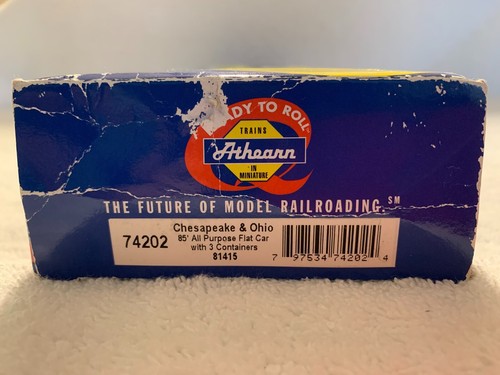 ADY TO ROLL
TRAINS
Athearn
IN
MINIATURE
THE FUTURE OF MODEL RAILROADING SM
74202
Chesapeake & Ohio
85' All Purpose Flat Car
with 3 Containers
81415
7 97534 74202 4